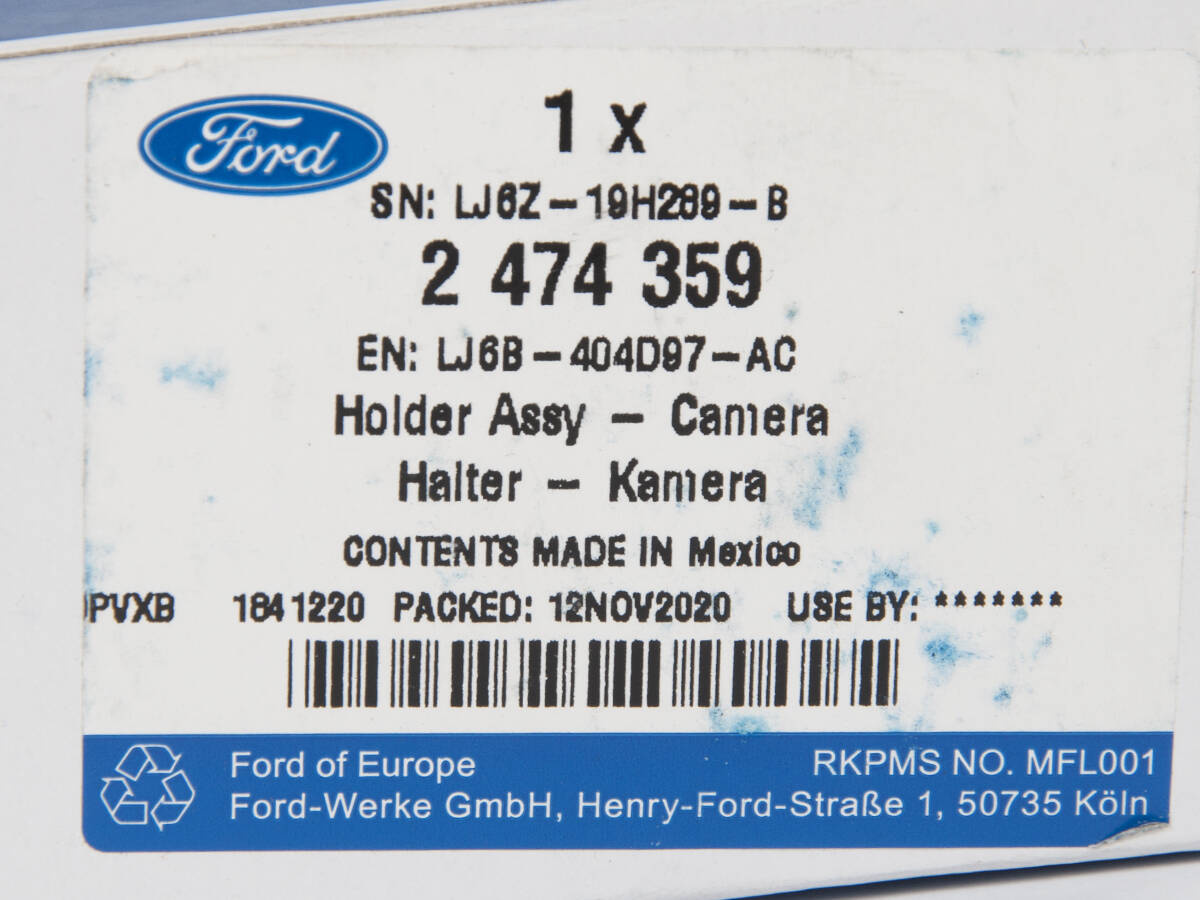 Ford
1 x
SN: LJ6Z-19H269-B
2 474 359
EN: LJ6B-404D97-AC
Holder Assy - Camera
Halter - Kamera
CONTENTS MADE IN Mexico
PVXB 1841220 PACKED: 12NOV2020 USE BY: *******
Ford of Europe RKPMS NO. MFL001
Ford-Werke GmbH, Henry-Ford-Straße 1, 50735 Köln